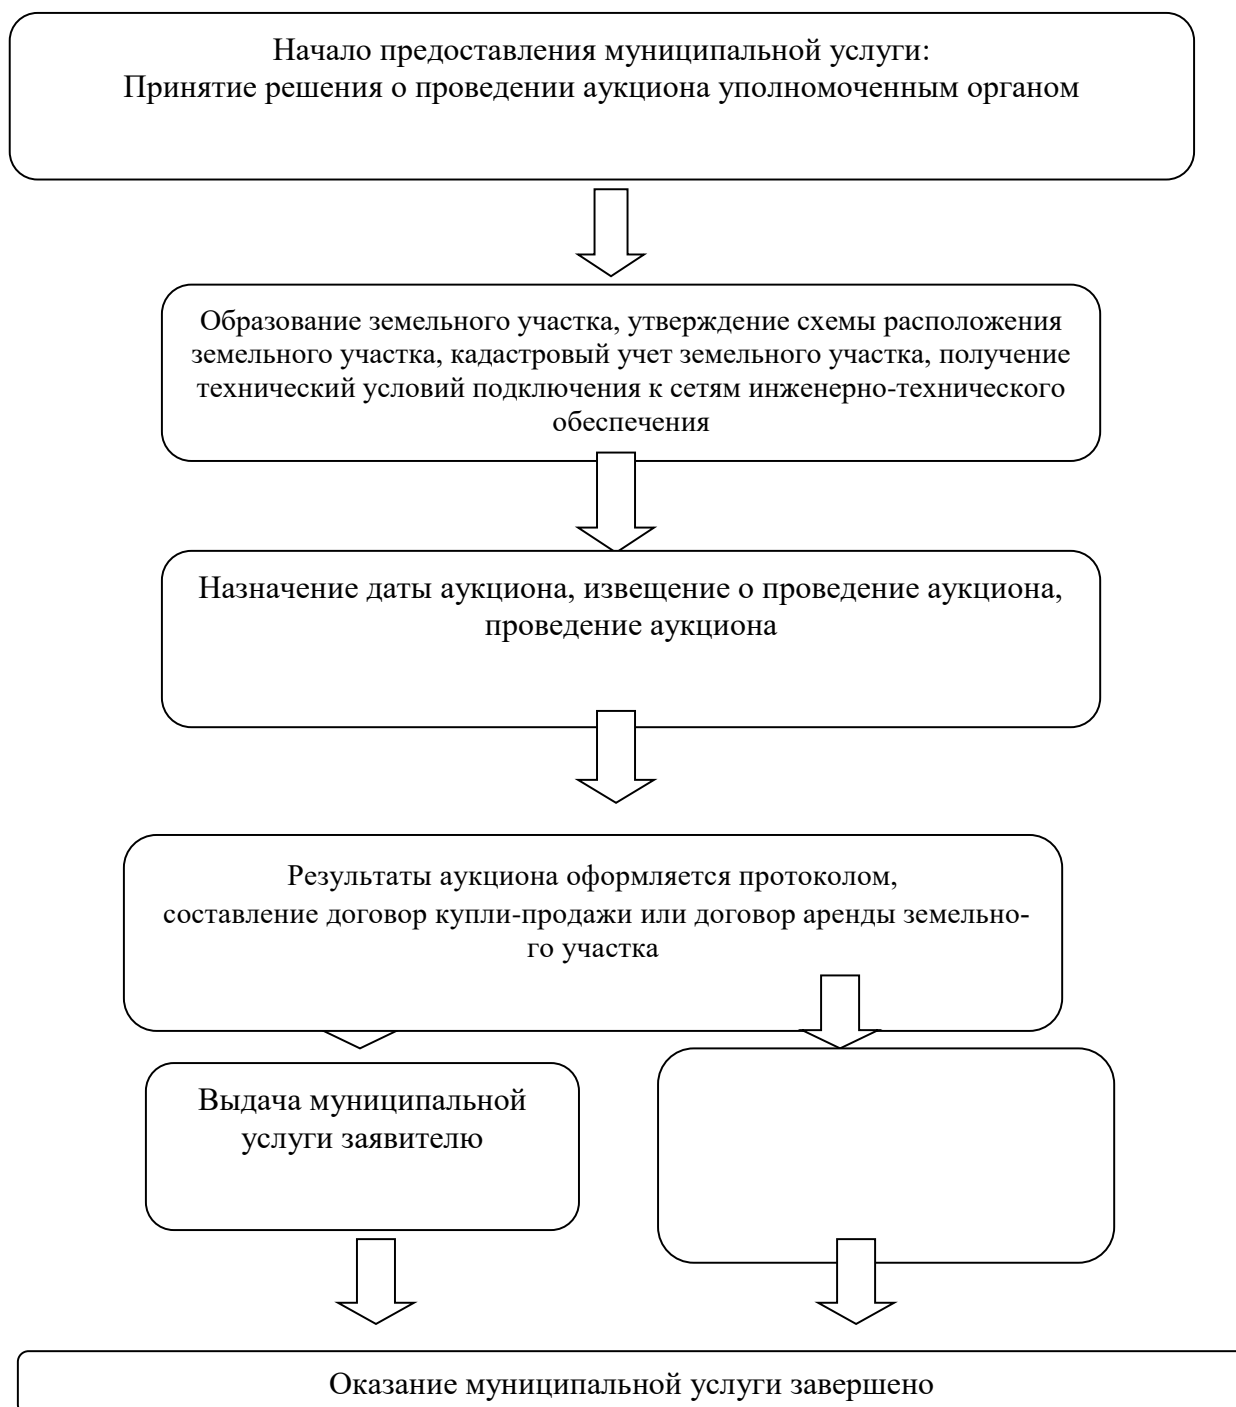 Начало предоставления муниципальной услуги:
Принятие решения о проведении аукциона уполномоченным органом
Образование земельного участка, утверждение схемы расположения
земельного участка, кадастровый учет земельного участка, получение
технический условий подключения к сетям инженерно-технического
обеспечения
Назначение даты аукциона, извещение о проведение аукциона,
проведение аукциона
Результаты аукциона оформляется протоколом,
составление договор купли-продажи или договор аренды земельно-
го участка
Выдача муниципальной
услуги заявителю
Оказание муниципальной услуги завершено